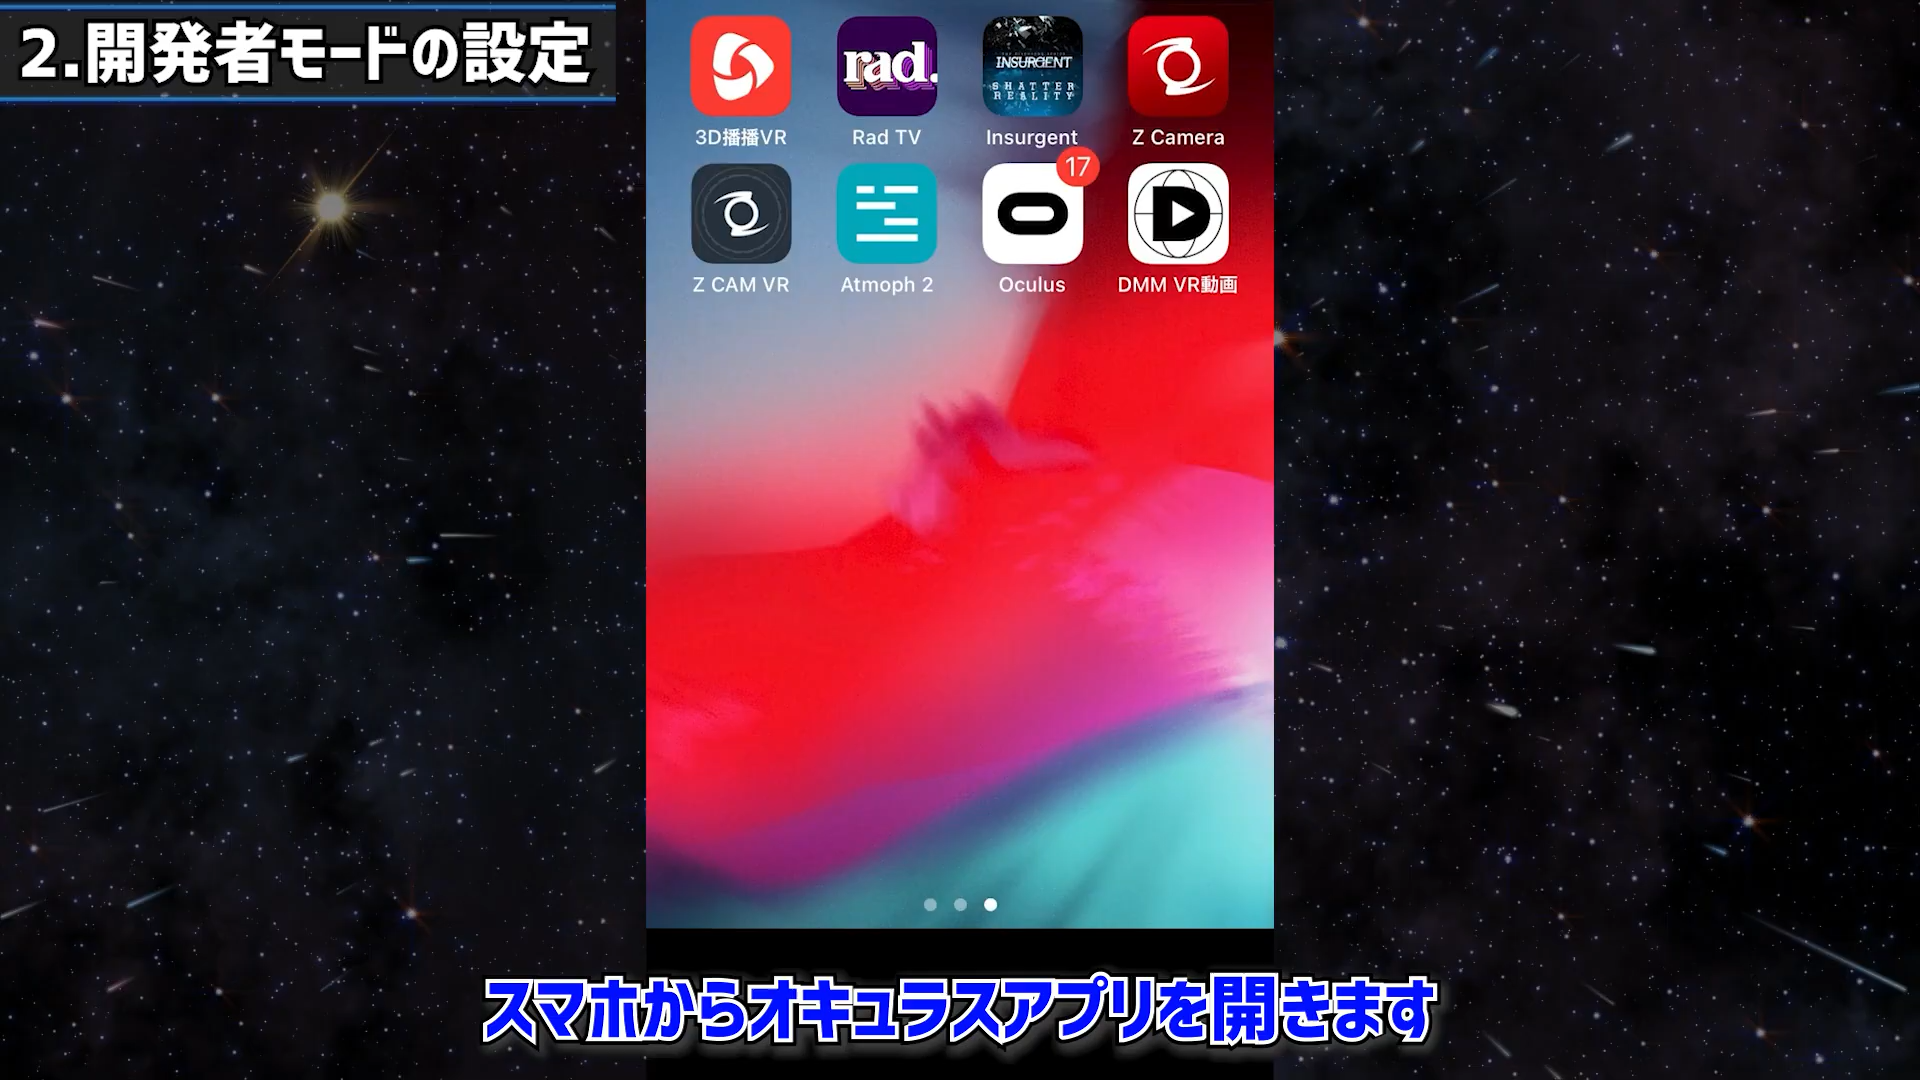 2.開発者モードの設定
rad.
INSURGENT
SHATTER
REALITY
3D播播VR
Rad TV
Insurgent
Z Camera
17
Z CAM VR
Atmoph 2
Oculus
DMM VR動画
スマホからオキュラスアプリを開きます